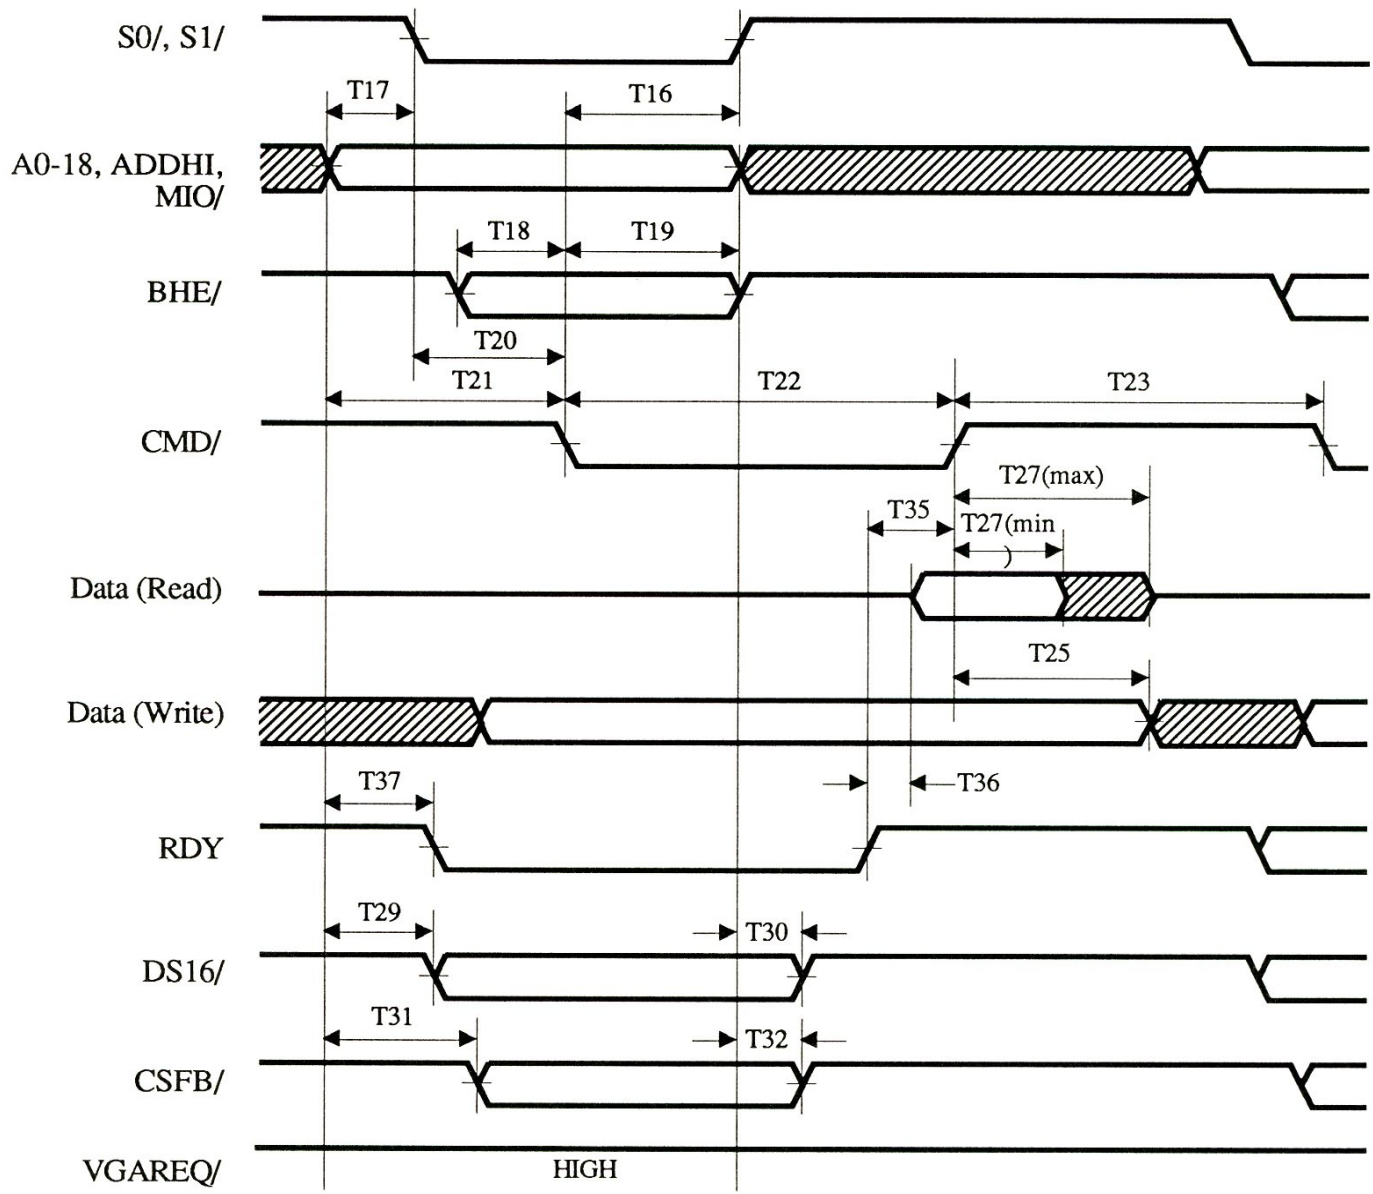 S0/, S1/
T17
T16
A0-18, ADDHI,
MIO/
T18
T19
BHE/
T20
T21
T22
T23
CMD/
T27(max)
T35
T27(min
)
Data (Read)
T25
Data (Write)
T37
T36
RDY
T29
T30
DS16/
T31
T32
CSFB/
VGAREQ/
HIGH